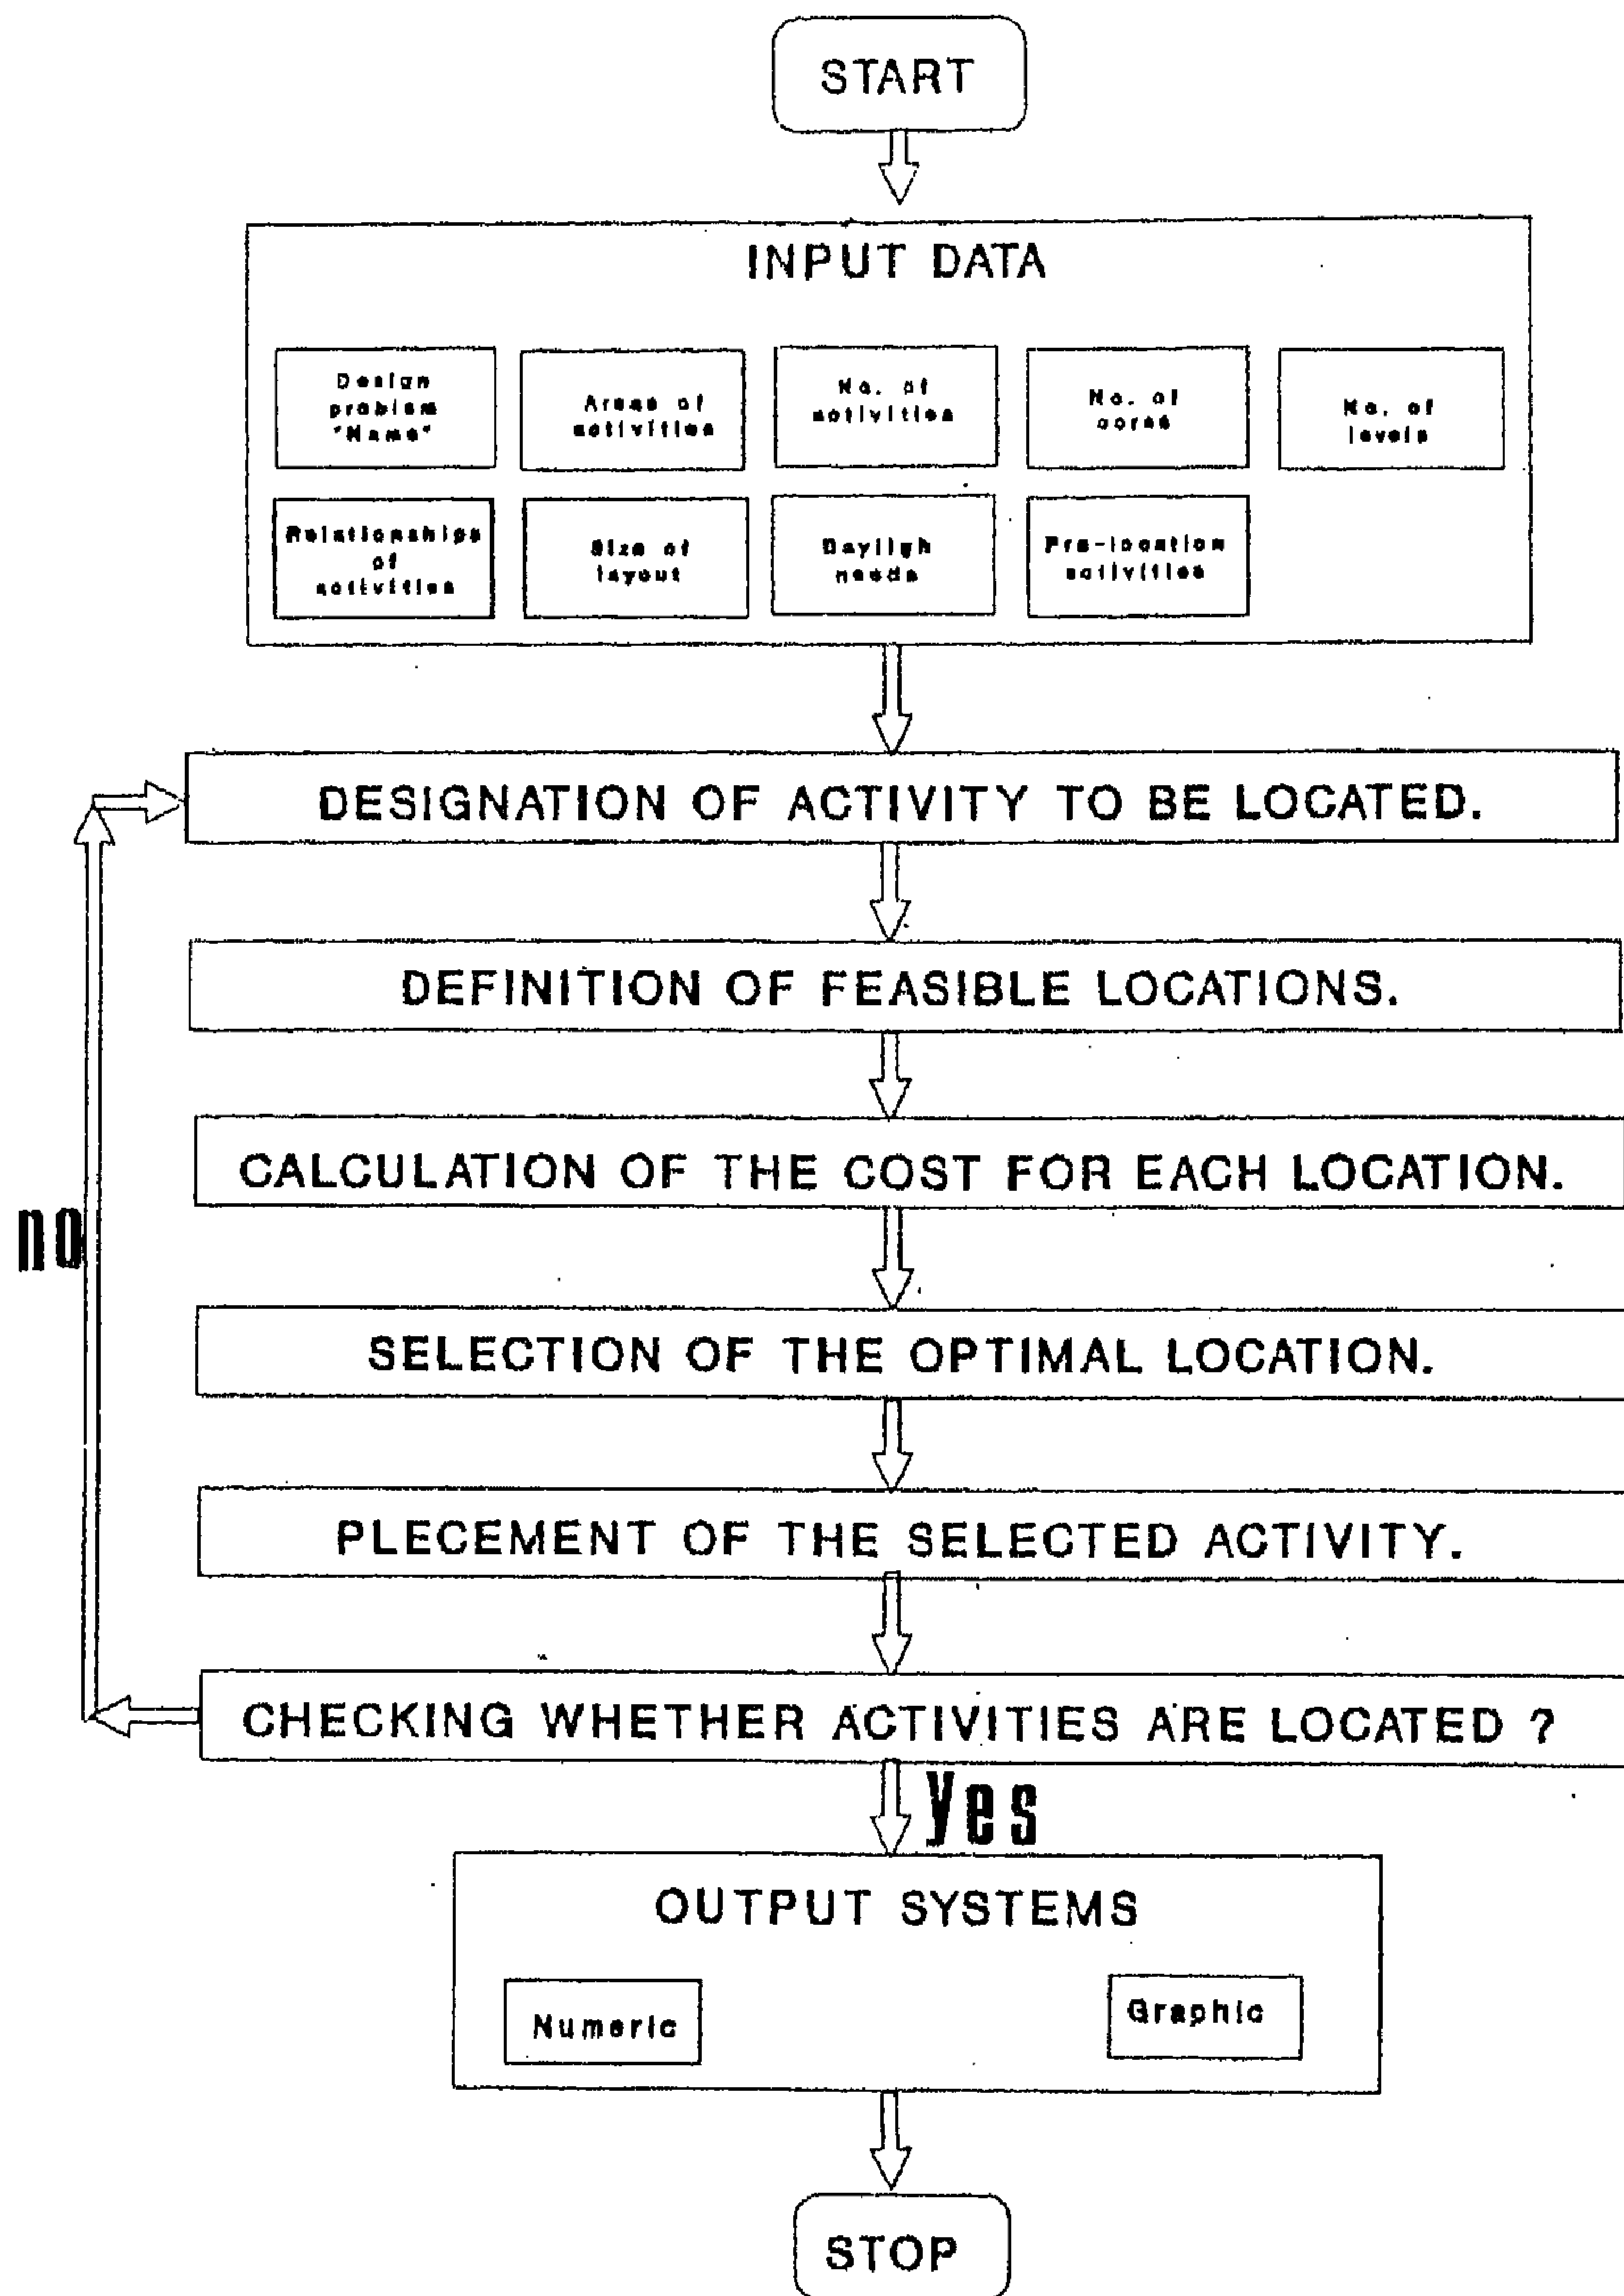 START
INPUT DATA
Design
problem
"Name"
Areas of
activities
No. of
activities
No. of
cores
No. of
levels
Relationships
of
activities
Size of
layout
Dayligh
needs
Pre-location
activities
DESIGNATION OF ACTIVITY TO BE LOCATED.
DEFINITION OF FEASIBLE LOCATIONS.
CALCULATION OF THE COST FOR EACH LOCATION.
no
SELECTION OF THE OPTIMAL LOCATION.
PLECEMENT OF THE SELECTED ACTIVITY.
CHECKING WHETHER ACTIVITIES ARE LOCATED ?
Yes
OUTPUT SYSTEMS
Numeric
Graphic
STOP